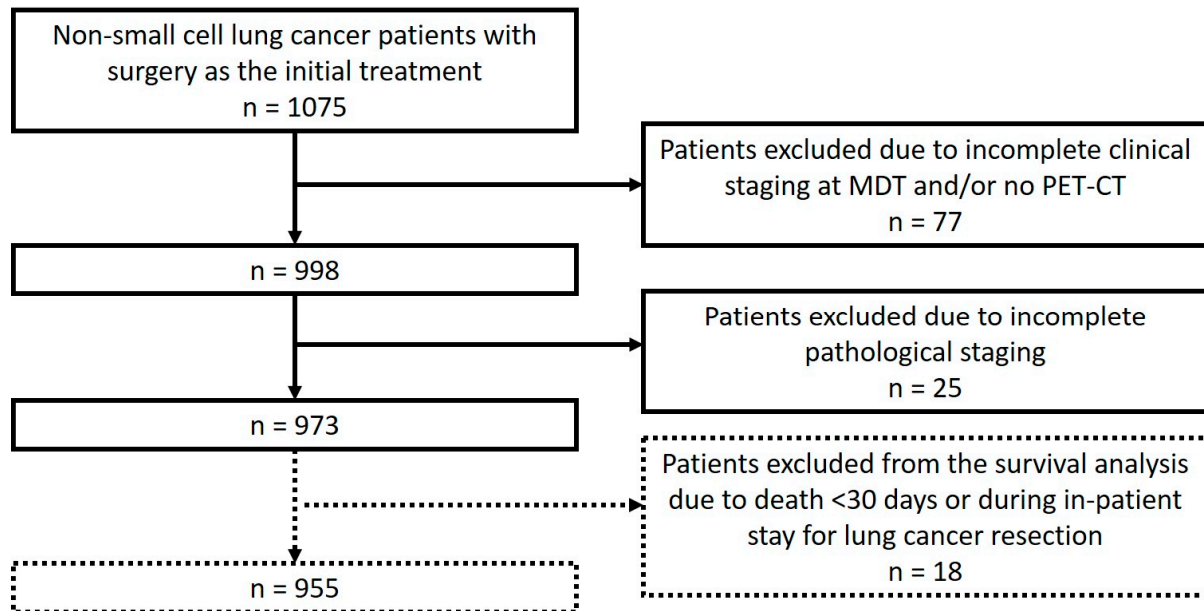 Non-small cell lung cancer patients with
surgery as the initial treatment
n = 1075
Patients excluded due to incomplete clinical
staging at MDT and/or no PET-CT
n = 77
n = 998
Patients excluded due to incomplete
pathological staging
n = 25
n = 973
Patients excluded from the survival analysis
due to death <30 days or during in-patient
stay for lung cancer resection
n = 18
n = 955